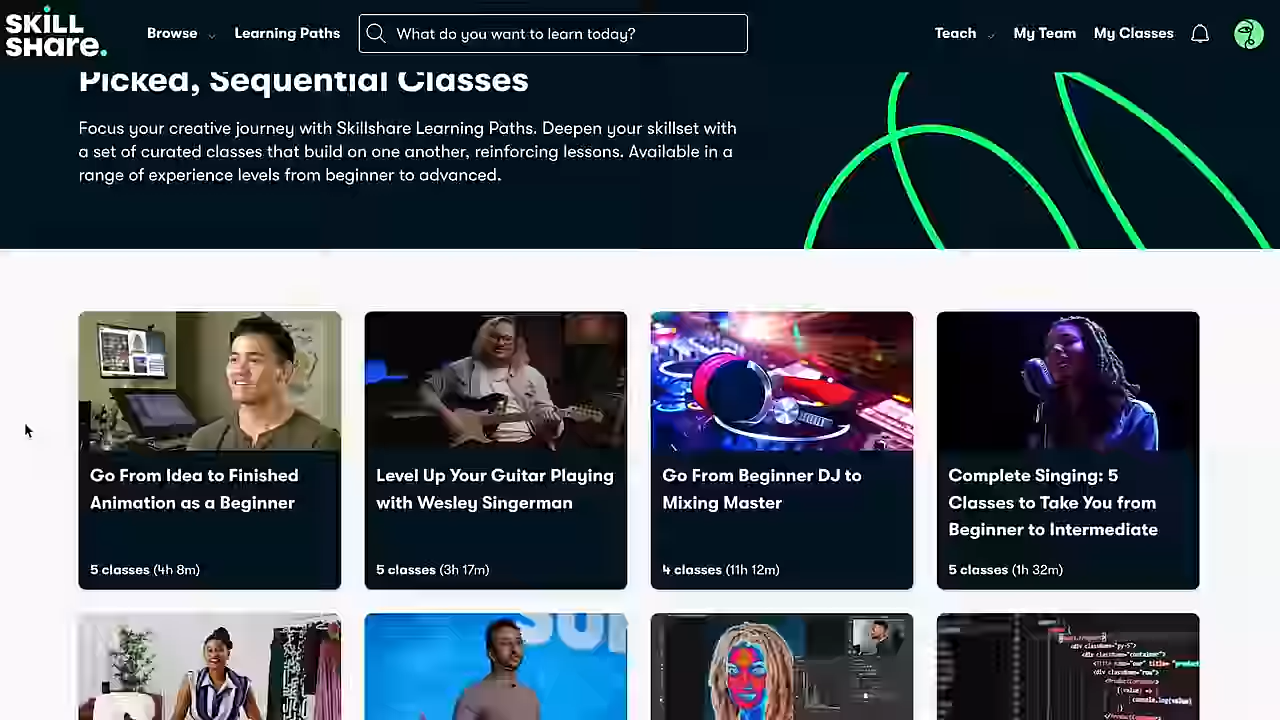 SKILL
SHARE.
Browse
Learning Paths
What do you want to learn today?
Teach
My Team
My Classes
Picked, Sequential Classes
Focus your creative journey with Skillshare Learning Paths. Deepen your skillset with
a set of curated classes that build on one another, reinforcing lessons. Available in a
range of experience levels from beginner to advanced.
Go From Idea to Finished
Animation as a Beginner
5 classes (4h 8m)
Level Up Your Guitar Playing
with Wesley Singerman
5 classes (3h 17m)
Go From Beginner DJ to
Mixing Master
4 classes (11h 12m)
Complete Singing: 5
Classes to Take You from
Beginner to Intermediate
5 classes (1h 32m)